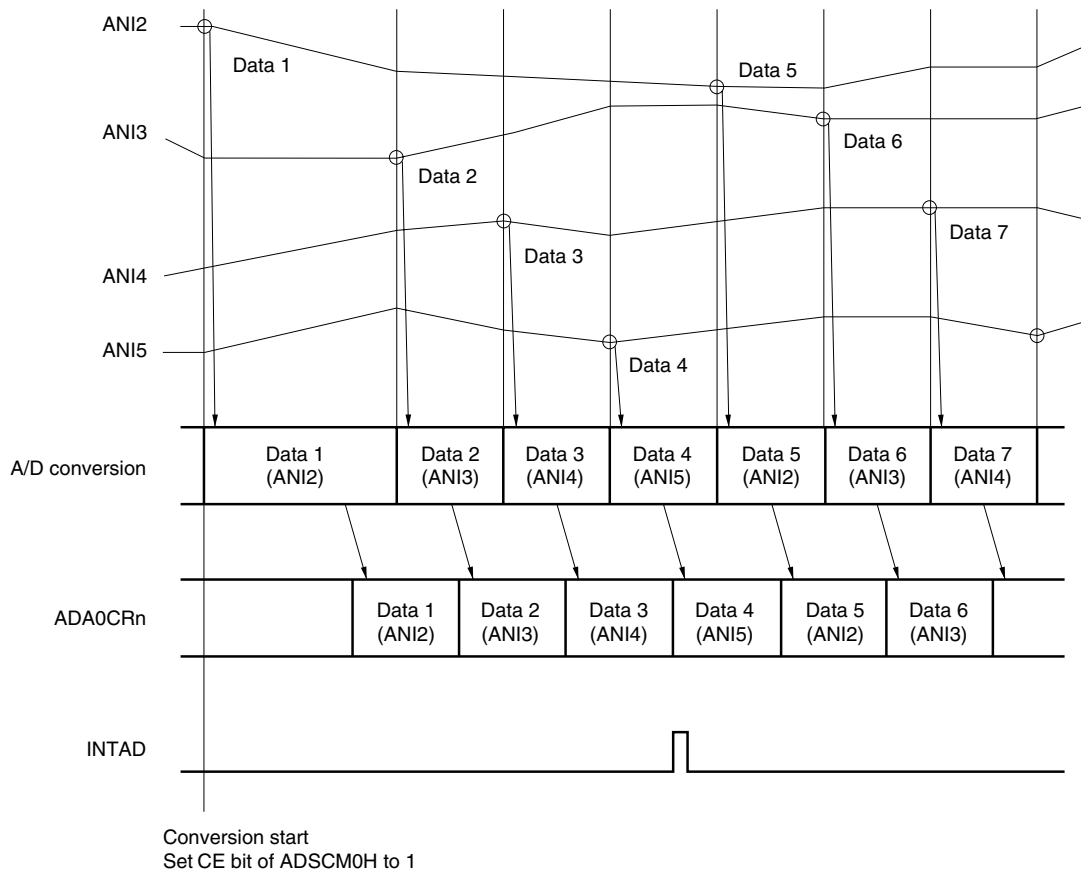 ANI2
Data 1
Data 5
ANI3
Data 6
Data 2
Data 7
Data 3
ANI4
ANI5
Data 4
A/D conversion
Data 1
(ANI2)
Data 2
(ANI3)
Data 3
(ANI4)
Data 4
(ANI5)
Data 5
(ANI2)
Data 6
(ANI3)
Data 7
(ANI4)
ADA0CRn
Data 1
(ANI2)
Data 2
(ANI3)
Data 3
(ANI4)
Data 4
(ANI5)
Data 5
(ANI2)
Data 6
(ANI3)
INTAD
Conversion start
Set CE bit of ADSCM0H to 1